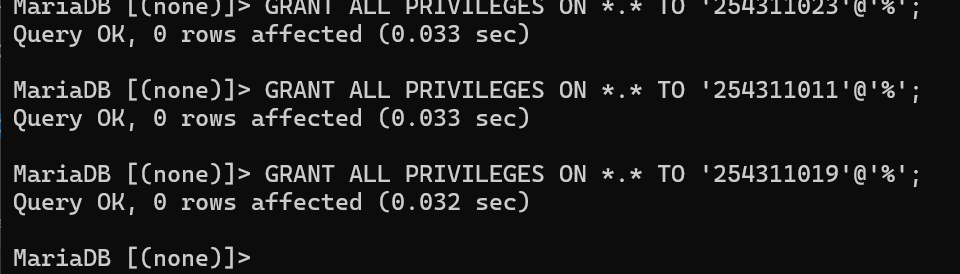 MariaDB [(none)]> GRANT ALL PRIVILEGES ON *.* TO '254311023'@'%';
Query OK, 0 rows affected (0.033 sec)
MariaDB [(none)]> GRANT ALL PRIVILEGES ON *.* TO '254311011'@'%';
Query OK, 0 rows affected (0.033 sec)
MariaDB [(none)]> GRANT ALL PRIVILEGES ON *.* TO '254311019'@'%';
Query OK, 0 rows affected (0.032 sec)
MariaDB [(none)]>